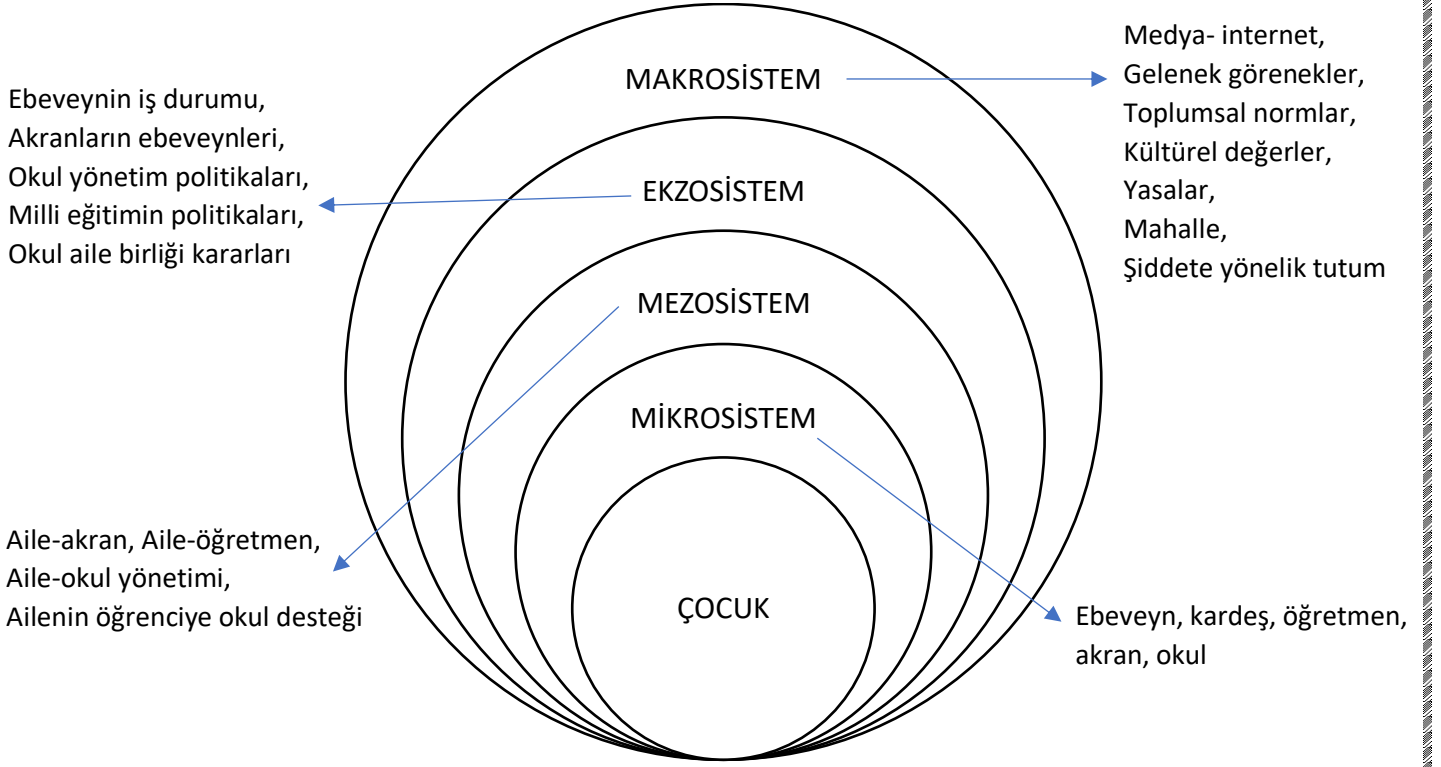 Medya- internet,
Gelenek görenekler,
Toplumsal normlar,
Kültürel değerler,
Yasalar,
Mahalle,
Şiddete yönelik tutum
MAKROSİSTEM
Ebeveynin iş durumu,
Akranların ebeveynleri,
Okul yönetim politikaları,
Milli eğitimin politikaları,
Okul aile birliği kararları
EKZOSİSTEM
MEZOSİSTEM
MİKROSİSTEM
Aile-akran, Aile-öğretmen,
Aile-okul yönetimi,
Ailenin öğrenciye okul desteği
ÇOCUK
Ebeveyn, kardeş, öğretmen,
akran, okul